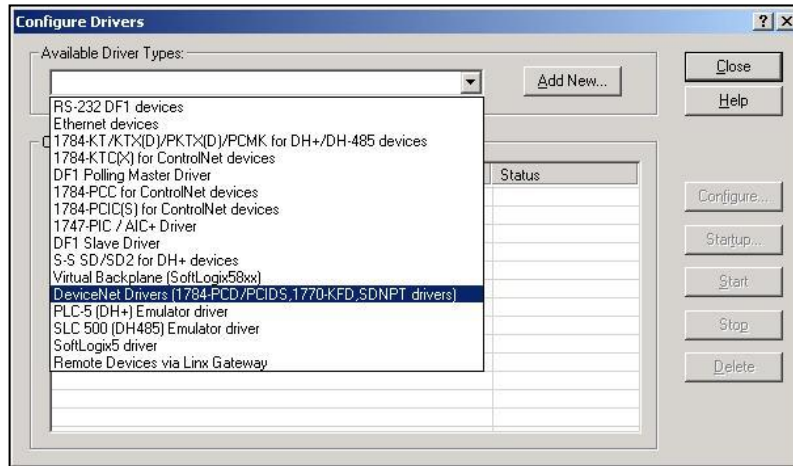 Configure Drivers
Available Driver Types:
Add New...
Close
Help
RS-232 DF1 devices
Ethernet devices
1784-KT/KTX(D)/PKTX(D)/PCMK for DH+/DH-485 devices
1784-KTC(X) for ControlNet devices
DF1 Polling Master Driver
1784-PCC for ControlNet devices
1784-PCIC(S) for ControlNet devices
1747-PIC / AIC+ Driver
DF1 Slave Driver
S-S SD/SD2 for DH+ devices
Virtual Backplane (SoftLogix58xx)
DeviceNet Drivers (1784-PCD/PCIDS,1770-KFD,SDNPT drivers)
PLC-5 (DH+) Emulator driver
SLC 500 (DH485) Emulator driver
SoftLogix5 driver
Remote Devices via Linx Gateway
Status
Configure...
Startup...
Start
Stop
Delete